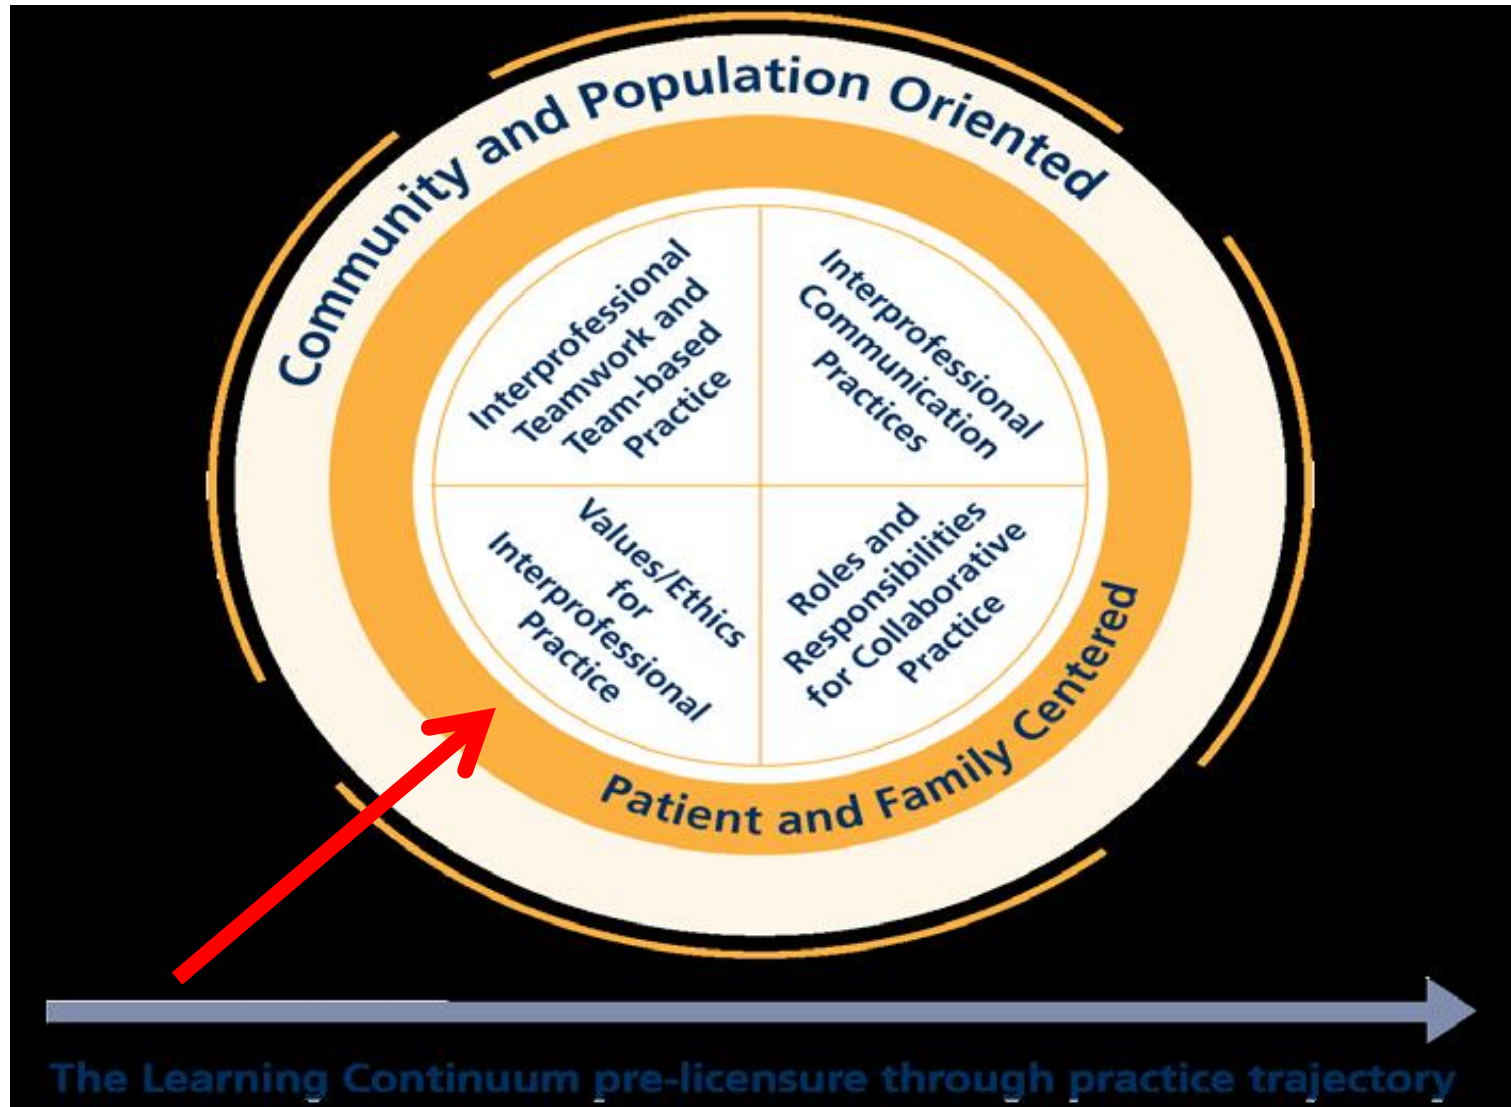 Community and Population Oriented
Interprofessional
Teamwork and
Team-based
Practice
Interprofessional
Communication
Practices
Values/Ethics
for
Interprofessional
Practice
Roles and
Responsibilities
for Collaborative
Practice
Patient and Family Centered
The Learning Continuum pre-licensure through practice trajectory